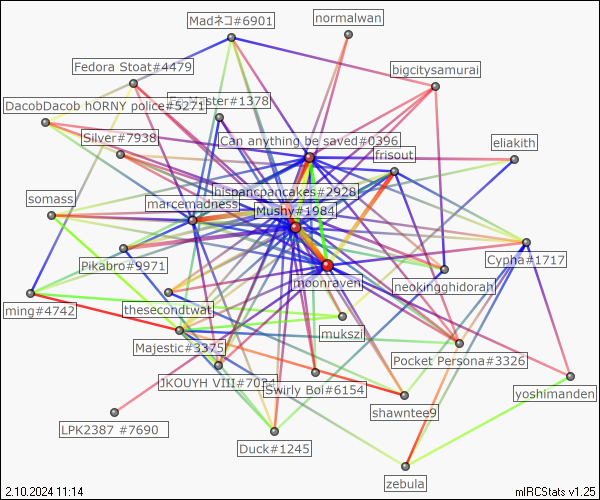 Madネコ#6901
normalwan
Fedora Stoat#4479
bigcitysamurai
DacobDacob hORNY police#5271
Master#1378
Silver#7938
Can anything be saved#0396
frisout
eliakith
hispanspancakes#2928
somass
marcemadness
Mushy#1984
Cypha#1717
Pikabro#9971
moonraven
neokingghidorah
ming#4742
thesecondtwat
mukszi
Majestic#3375
Pocket Persona#3326
JKOUYH VIII#7034
Swirly Boi#6154
yoshimanden
shawntee9
LPK2387 #7690
Duck#1245
zebula
2.10.2024 11:14
mIRCStats v1.25